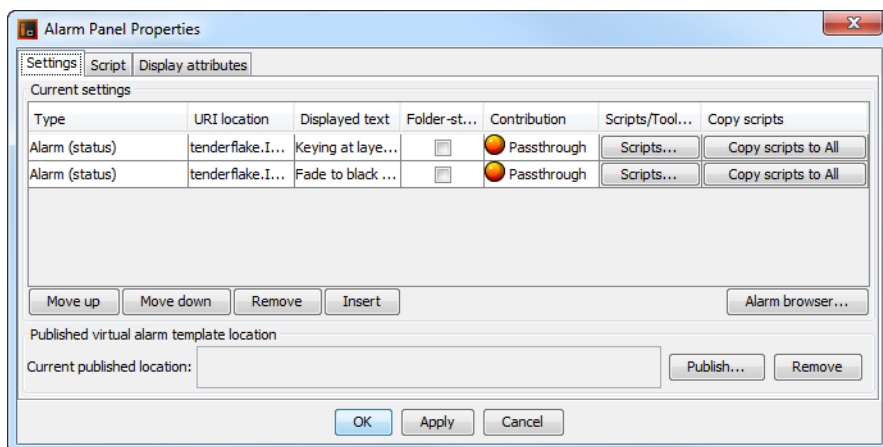 Alarm Panel Properties
Settings Script Display attributes
Current settings
Type URI location Displayed text Folder-st... Contribution Scripts/Tool... Copy scripts
Alarm (status) tenderflake.I... Keying at laye... Passthrough Scripts... Copy scripts to All
Alarm (status) tenderflake.I... Fade to black ... Passthrough Scripts... Copy scripts to All
Move up Move down Remove Insert Alarm browser...
Published virtual alarm template location
Current published location: Publish... Remove
OK Apply Cancel